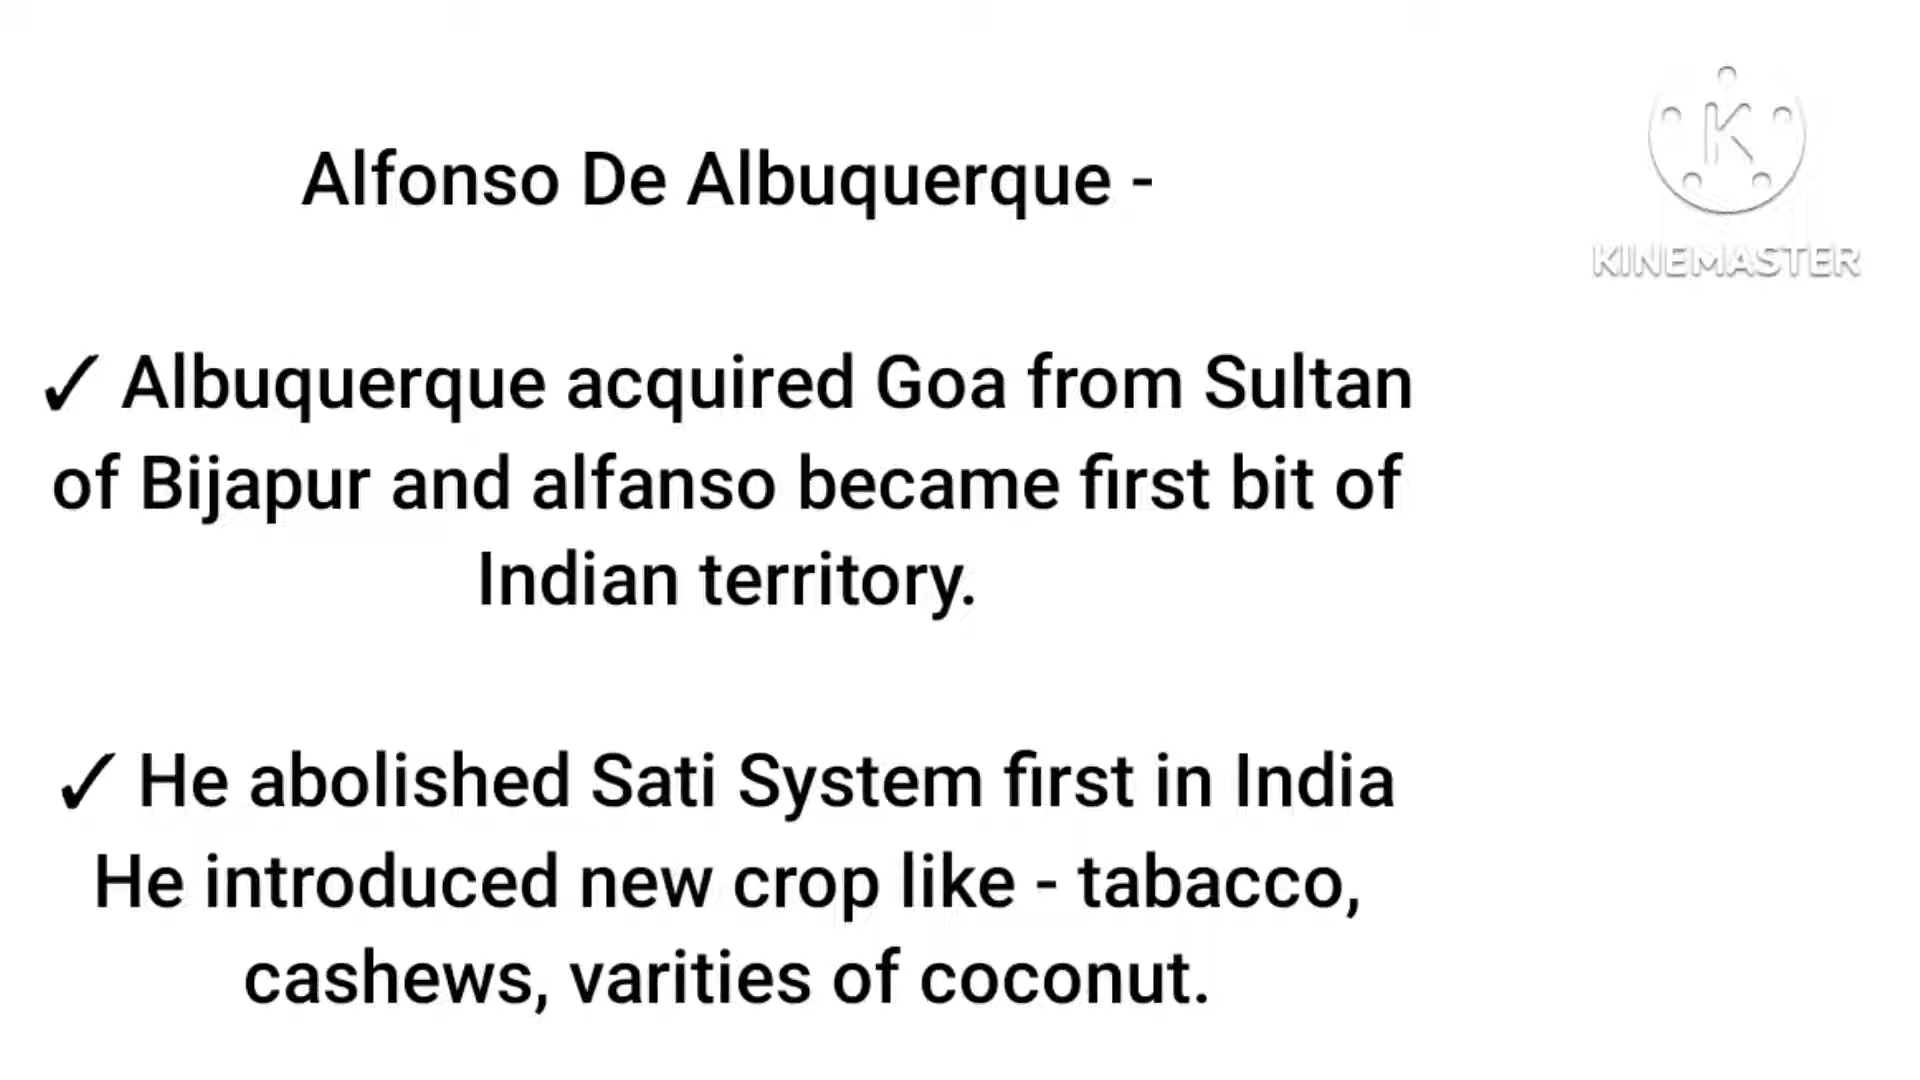 Alfonso De Albuquerque -
K
KINEMASTER
✓ Albuquerque acquired Goa from Sultan
of Bijapur and alfanso became first bit of
Indian territory.
✓ He abolished Sati System first in India
He introduced new crop like - tabacco,
cashews, varities of coconut.